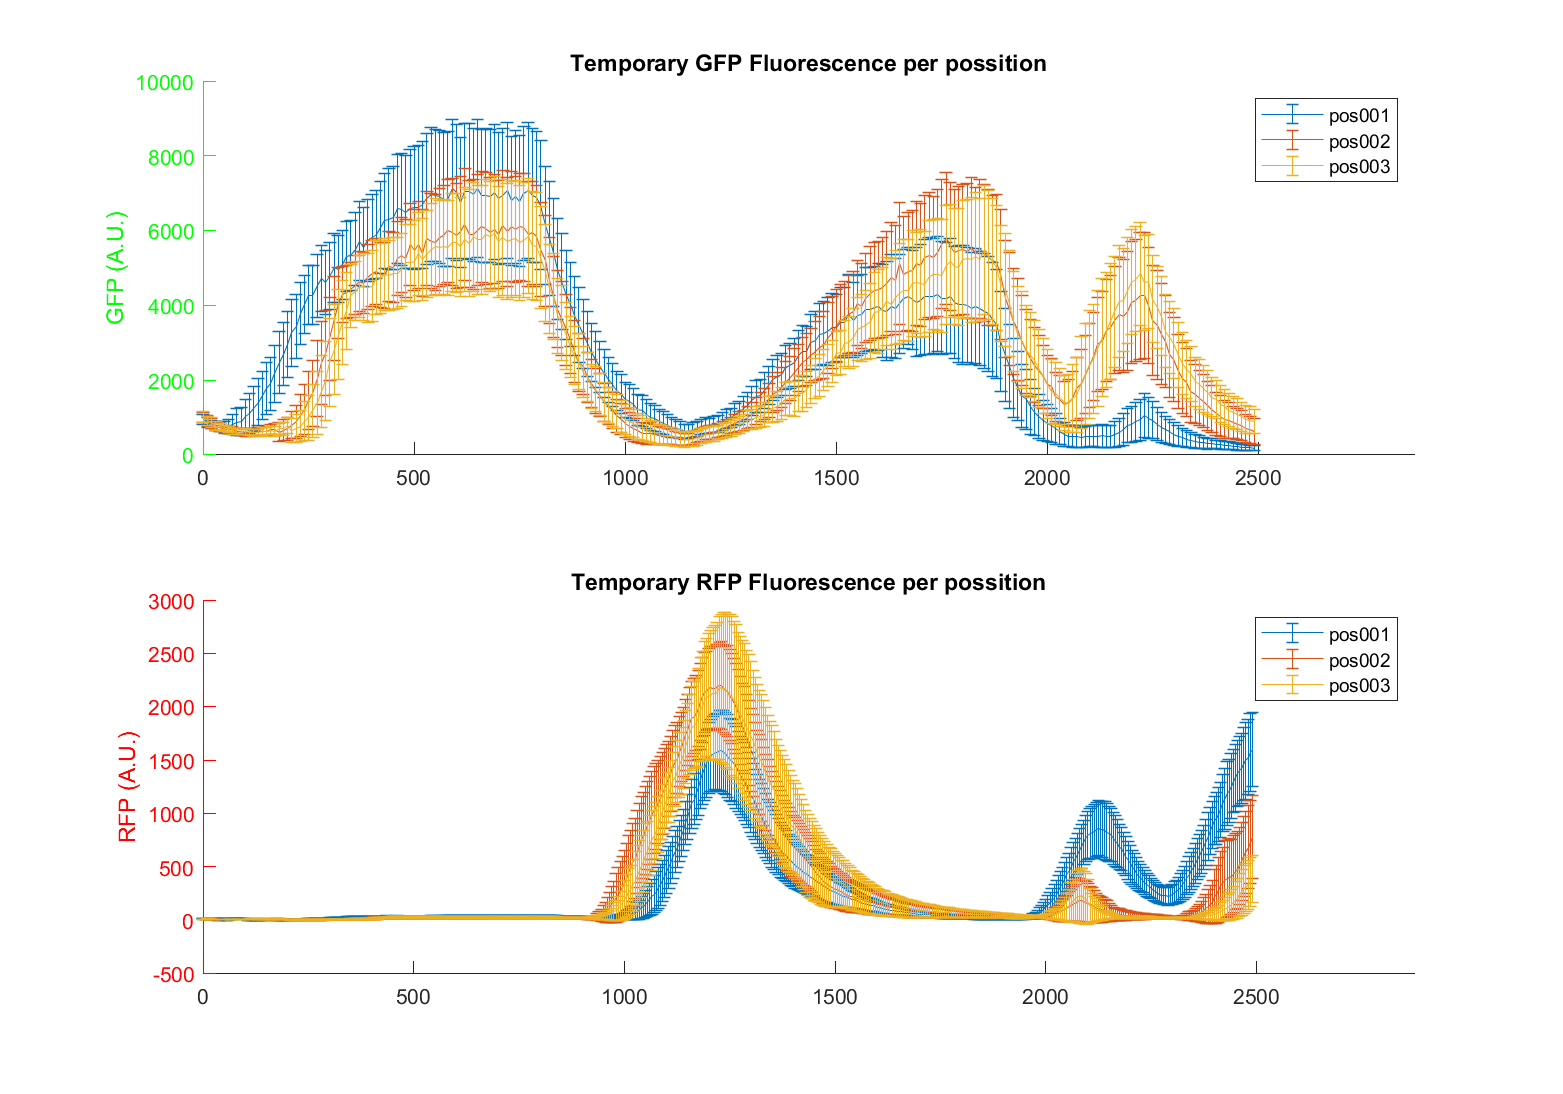 Temporary GFP Fluorescence per possition
10000
8000
6000
4000
2000
0
GFP (A.U.)
0 500 1000 1500 2000 2500
pos001
pos002
pos003
Temporary RFP Fluorescence per possition
3000
2500
2000
1500
1000
500
0
-500
RFP (A.U.)
0 500 1000 1500 2000 2500
pos001
pos002
pos003